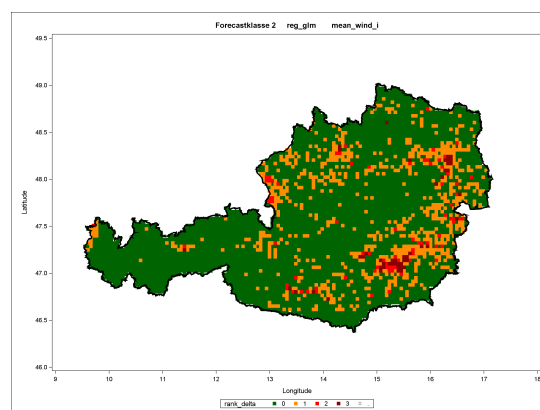 Forecastklasse 2 reg_glm mean_wind_i
49.5
49.0
48.5
48.0
47.5
47.0
46.5
46.0
Latitude
9 10 11 12 13 14 15 16 17 18
Longitude
rank_delta 0 1 2 3 .